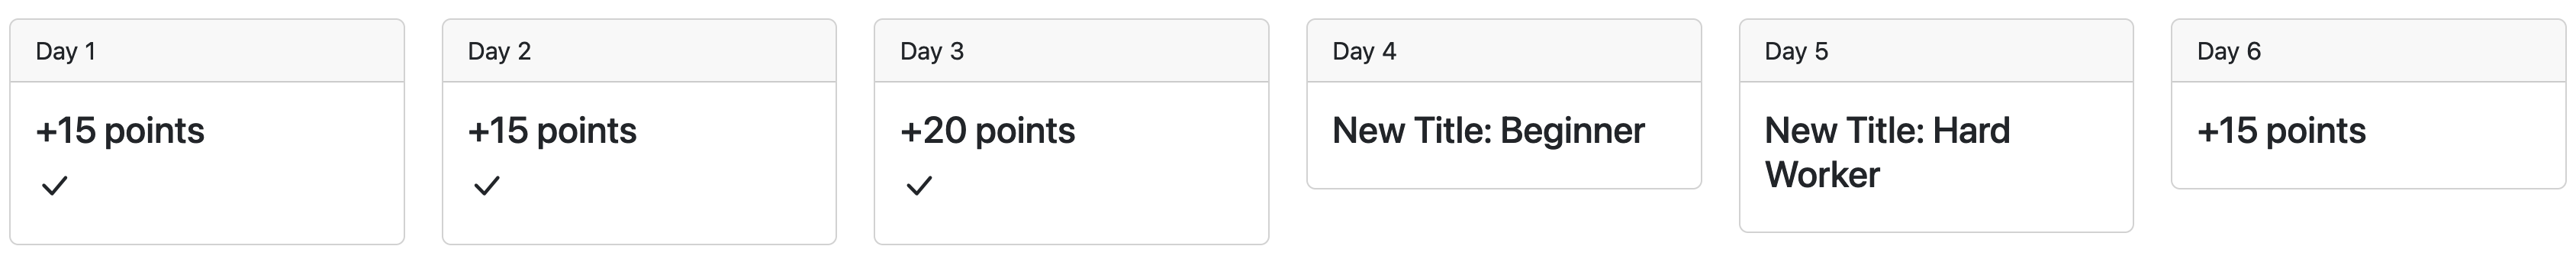 Day 1
+15 points
Day 2
+15 points
Day 3
+20 points
Day 4
New Title: Beginner
Day 5
New Title: Hard
Worker
Day 6
+15 points